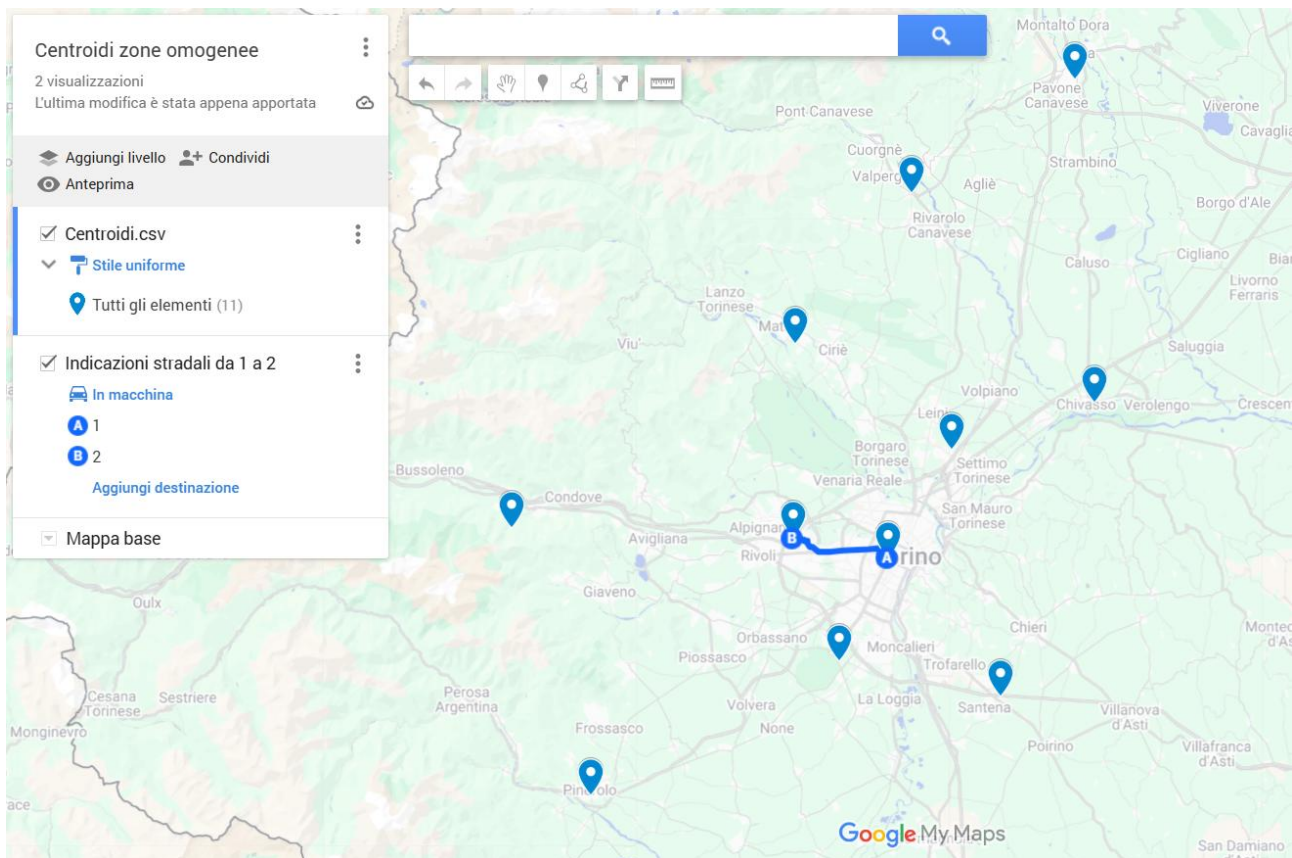 Centroidi zone omogenee
2 visualizzazioni
L'ultima modifica è stata appena apportata
Aggiungi livello
Condividi
Anteprima
Centroidi.csv
Stile uniforme
Tutti gli elementi (11)
Indicazioni stradali da 1 a 2
In macchina
A 1
B 2
Aggiungi destinazione
Mappa base
Montalto Dora
Pavone
Canavese
Viverone
Pont Canavese
Cuorgnè
Strambino
Agliè
Borgo d'Ale
Rivarolo
Canavese
Cigliano
Caluso
Livorno
Ferraris
Lanzo
Torinese
Viu'
Ciriè
Saluggia
Volpiano
Chivasso
Verolengo
Borgaro
Torinese
Settimo
Torinese
Bussoleno
Venaria Reale
Condove
San Mauro
Torinese
Avigliana
B
Rivoli
A
rino
Giaveno
Oulx
Chieri
Orbassano
Moncalieri
Piossasco
Trofarello
Cesana
Torinese
Sestriere
Perosa
Argentina
Volvera
La Loggia
Santena
Villanova
d'Asti
Monginevro
Frossasco
None
Poirino
Villafranca
d'Asti
Google My Maps
San Damiano